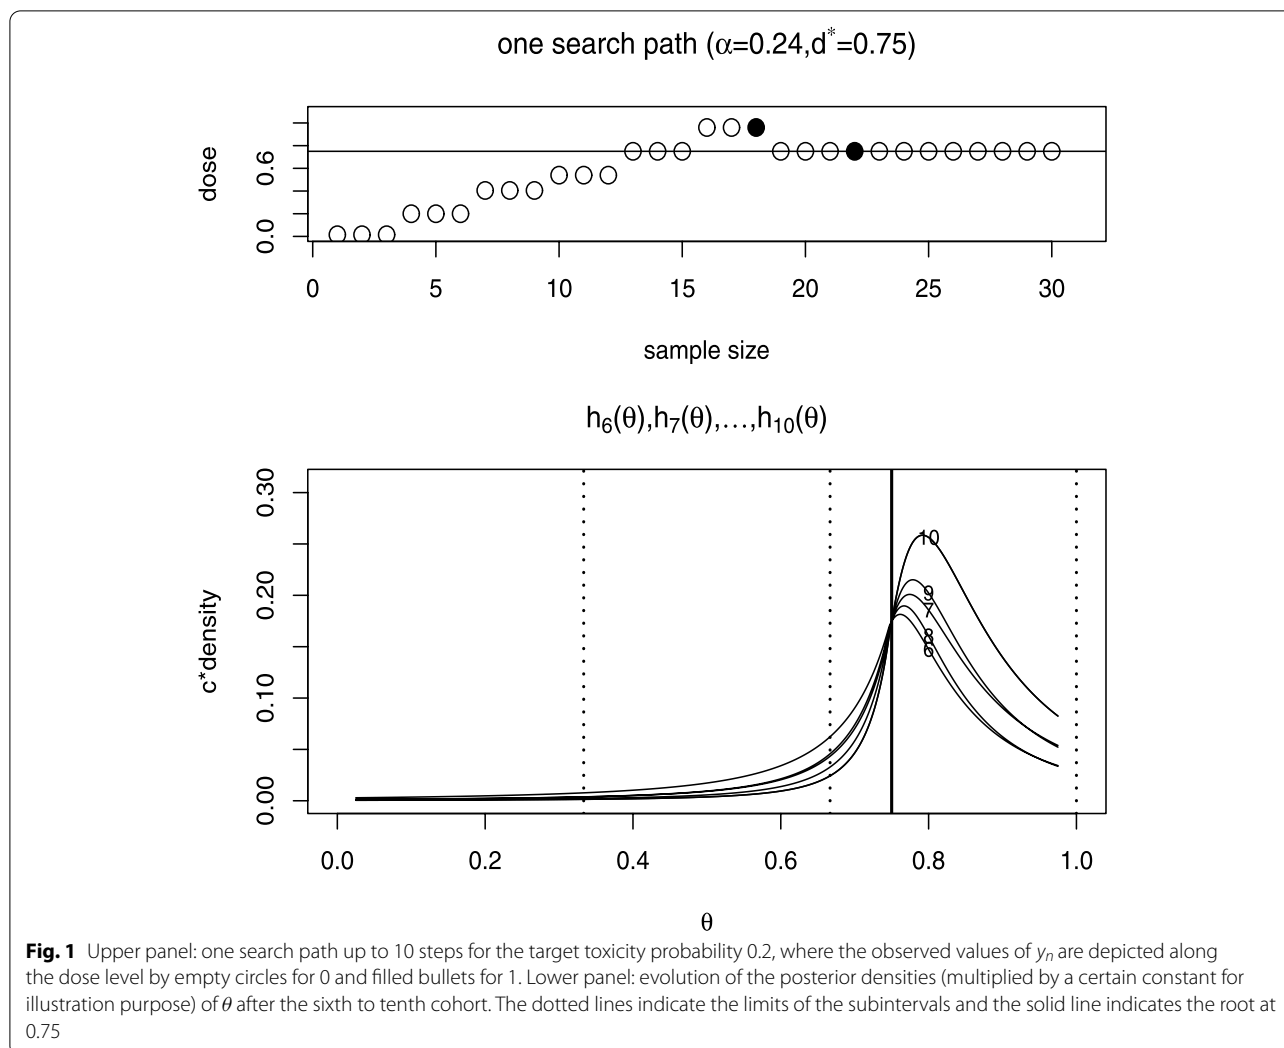 one search path (α=0.24,d*=0.75)
dose
0.0 0.6
0 5 10 15 20 25 30
sample size
h6(θ),h7(θ),…,h10(θ)
c*density
0.00 0.10 0.20 0.30
10
9
7
8
6
0.0 0.2 0.4 0.6 0.8 1.0
θ
Fig. 1 Upper panel: one search path up to 10 steps for the target toxicity probability 0.2, where the observed values of yn are depicted along
the dose level by empty circles for 0 and filled bullets for 1. Lower panel: evolution of the posterior densities (multiplied by a certain constant for
illustration purpose) of θ after the sixth to tenth cohort. The dotted lines indicate the limits of the subintervals and the solid line indicates the root at
0.75